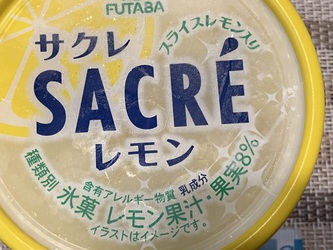 FUTABA
サクレ
スライスレモン入り
SACRÉ
レモン
種類別 氷菓 レモン果汁・果実8%
含有アレルギー物質 乳成分
イラストはイメージです。